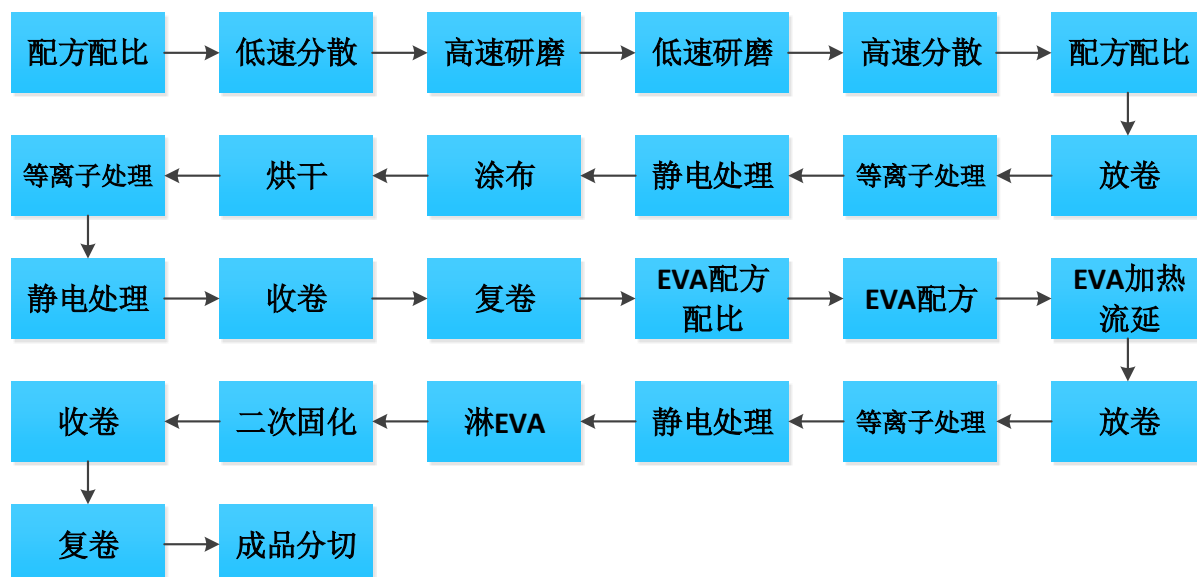 配方配比
低速分散
高速研磨
低速研磨
高速分散
配方配比
放卷
等离子处理
静电处理
涂布
烘干
等离子处理
静电处理
收卷
复卷
EVA配方
配比
EVA配方
EVA加热
流延
放卷
等离子处理
静电处理
淋EVA
二次固化
收卷
复卷
成品分切